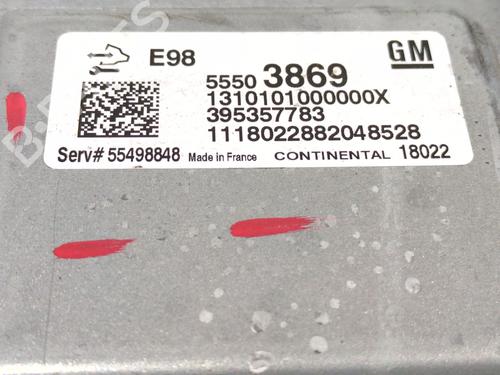 E98
GM
5550 3869
1310101000000X
395357783
1118022882048528
Serv# 55498848 Made in France CONTINENTAL 18022